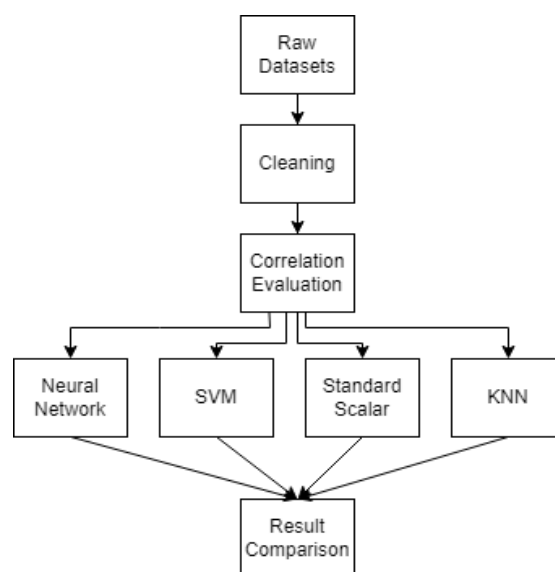 Raw
Datasets
Cleaning
Correlation
Evaluation
Neural
Network
SVM
Standard
Scalar
KNN
Result
Comparison